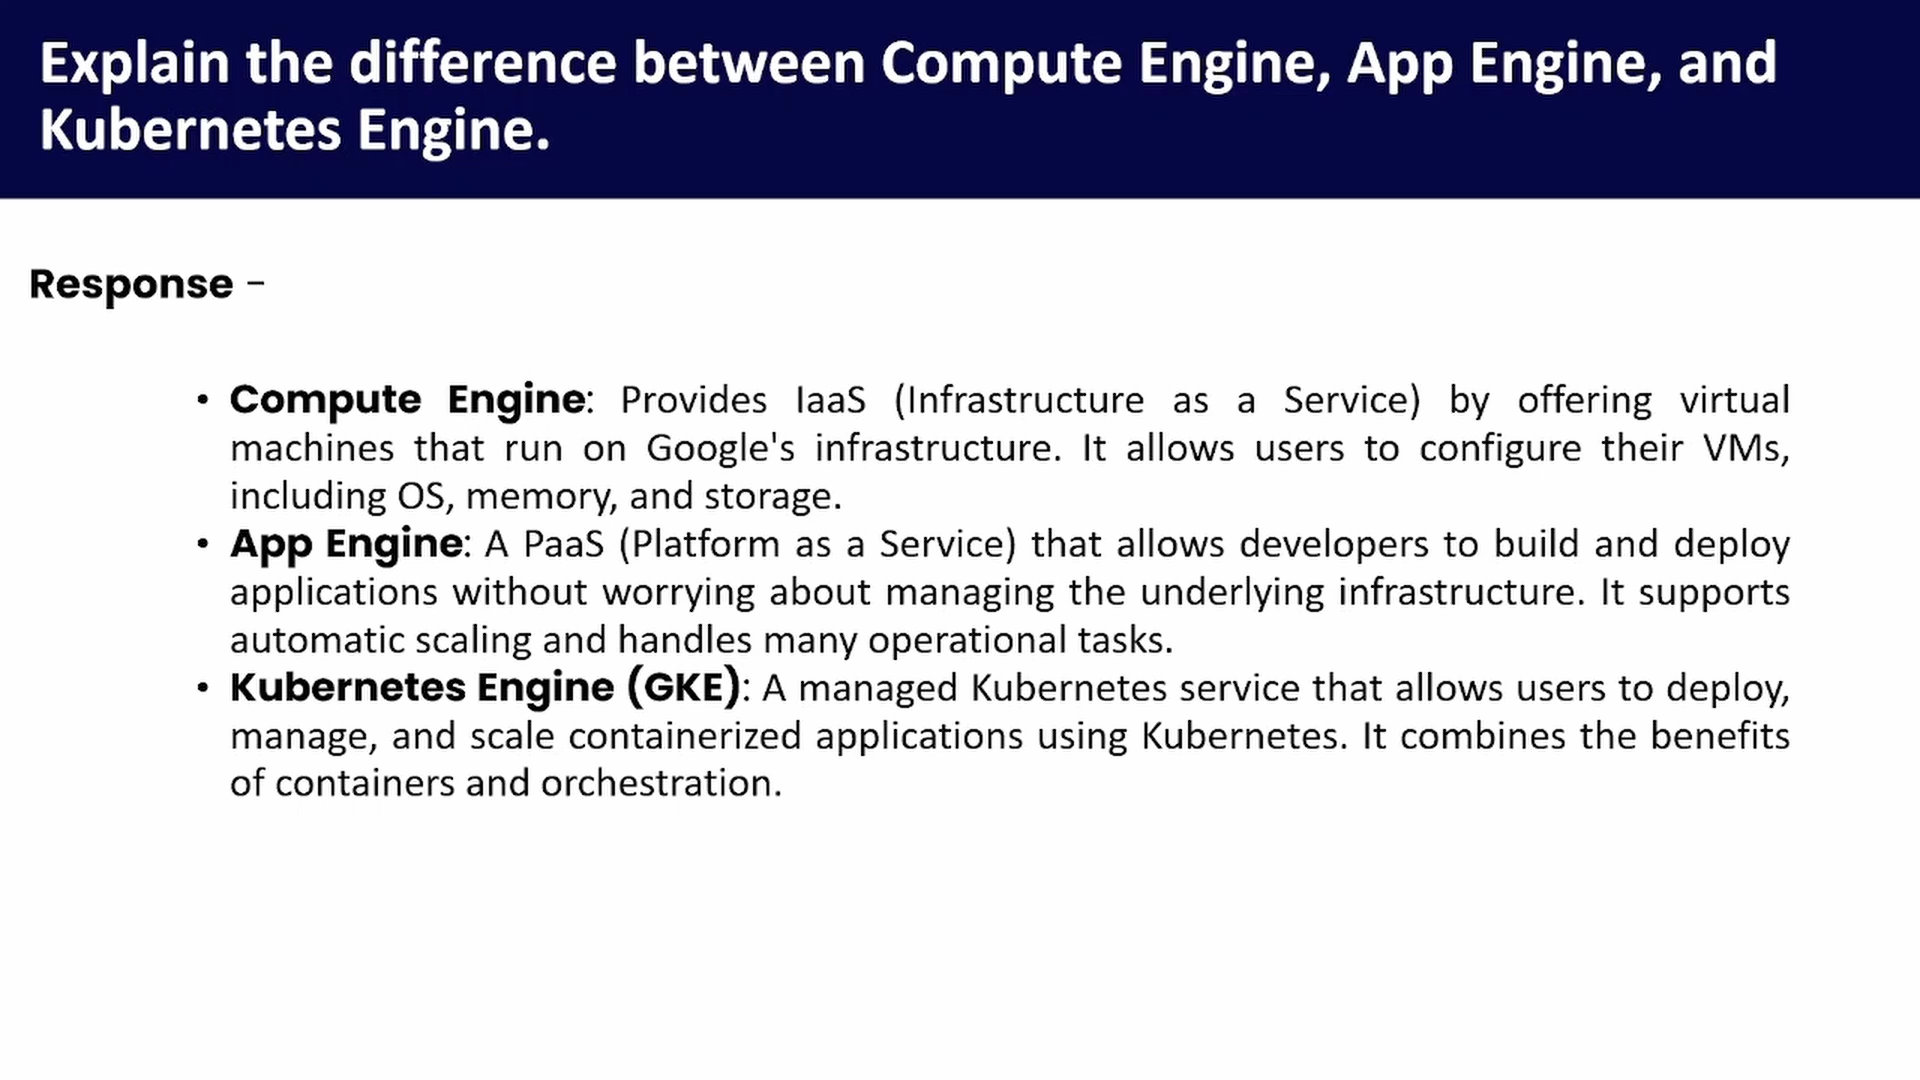 Explain the difference between Compute Engine, App Engine, and
Kubernetes Engine.
Response –
• Compute Engine: Provides IaaS (Infrastructure as a Service) by offering virtual
machines that run on Google's infrastructure. It allows users to configure their VMs,
including OS, memory, and storage.
• App Engine: A PaaS (Platform as a Service) that allows developers to build and deploy
applications without worrying about managing the underlying infrastructure. It supports
automatic scaling and handles many operational tasks.
• Kubernetes Engine (GKE): A managed Kubernetes service that allows users to deploy,
manage, and scale containerized applications using Kubernetes. It combines the benefits
of containers and orchestration.